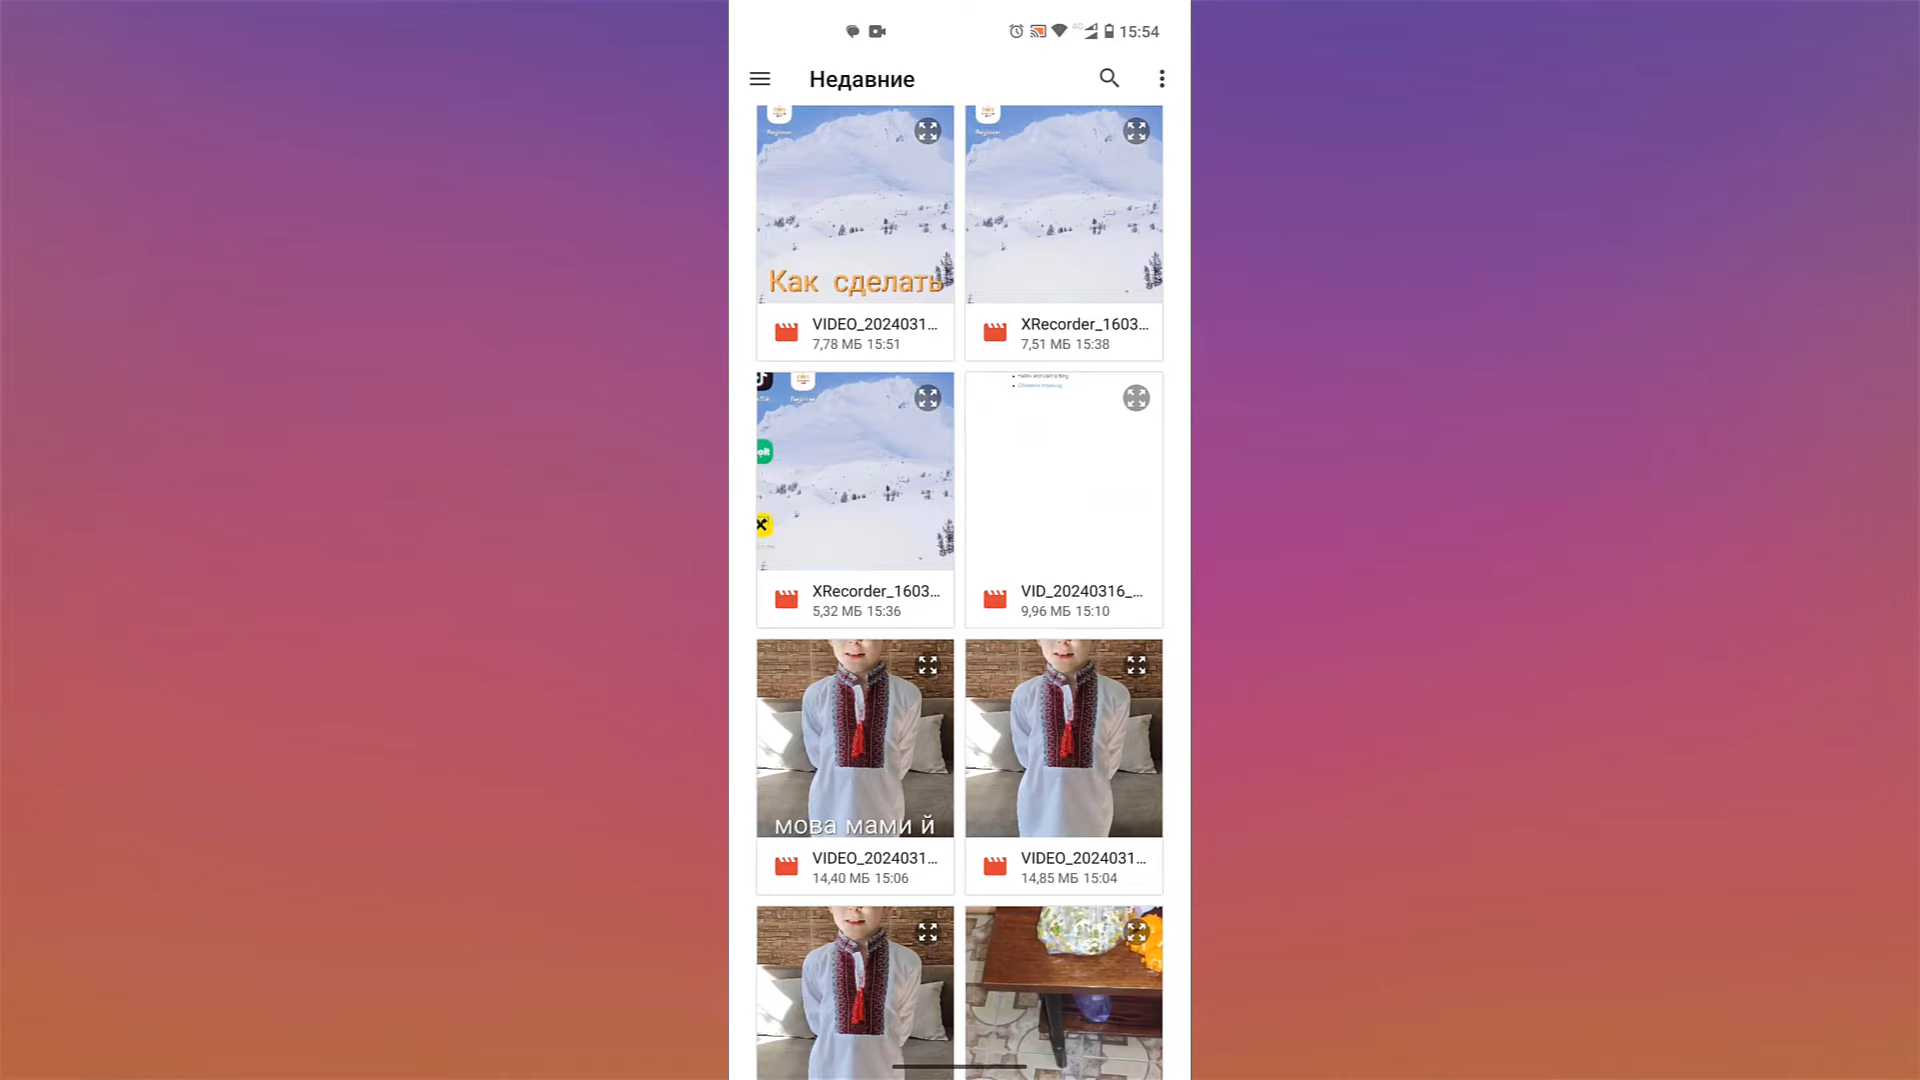 15:54
Недавние
Как сделать
VIDEO_2024031...
7,78 МБ 15:51
XRecorder_1603...
7,51 МБ 15:38
XRecorder_1603...
5,32 МБ 15:36
VID_20240316_...
9,96 МБ 15:10
мова мами й
VIDEO_2024031...
14,40 МБ 15:06
VIDEO_2024031...
14,85 МБ 15:04